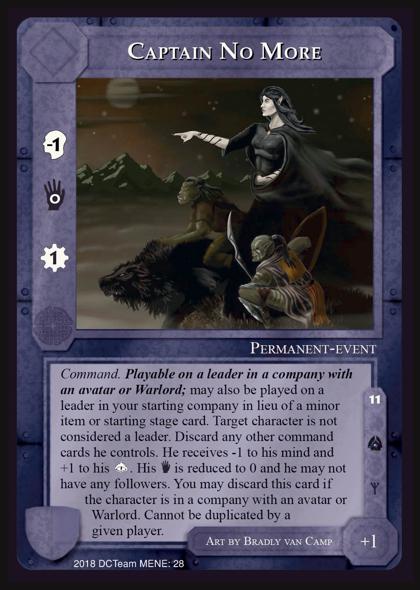 Captain No More
-1
0
1
Permanent-event
Command. Playable on a leader in a company with
an avatar or Warlord; may also be played on a
leader in your starting company in lieu of a minor
item or starting stage card. Target character is not
considered a leader. Discard any other command
cards he controls. He receives -1 to his mind and
+1 to his . His is reduced to 0 and he may not
have any followers. You may discard this card if
the character is in a company with an avatar or
Warlord. Cannot be duplicated by a
given player.
11
Art by Bradly van Camp
+1
2018 DCTeam MENE: 28